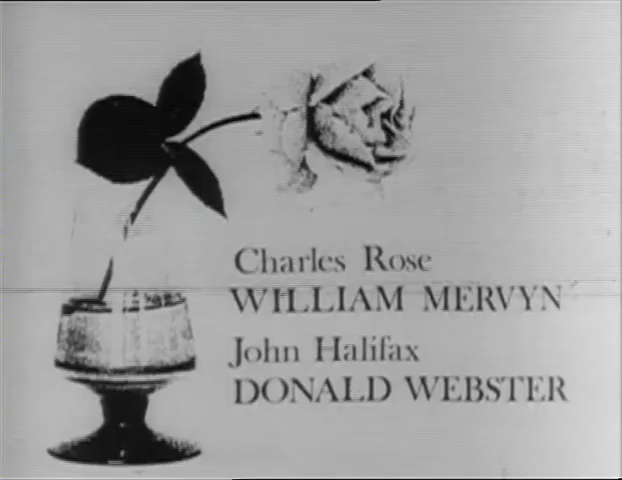 Charles Rose
WILLIAM MERVYN
John Halifax
DONALD WEBSTER